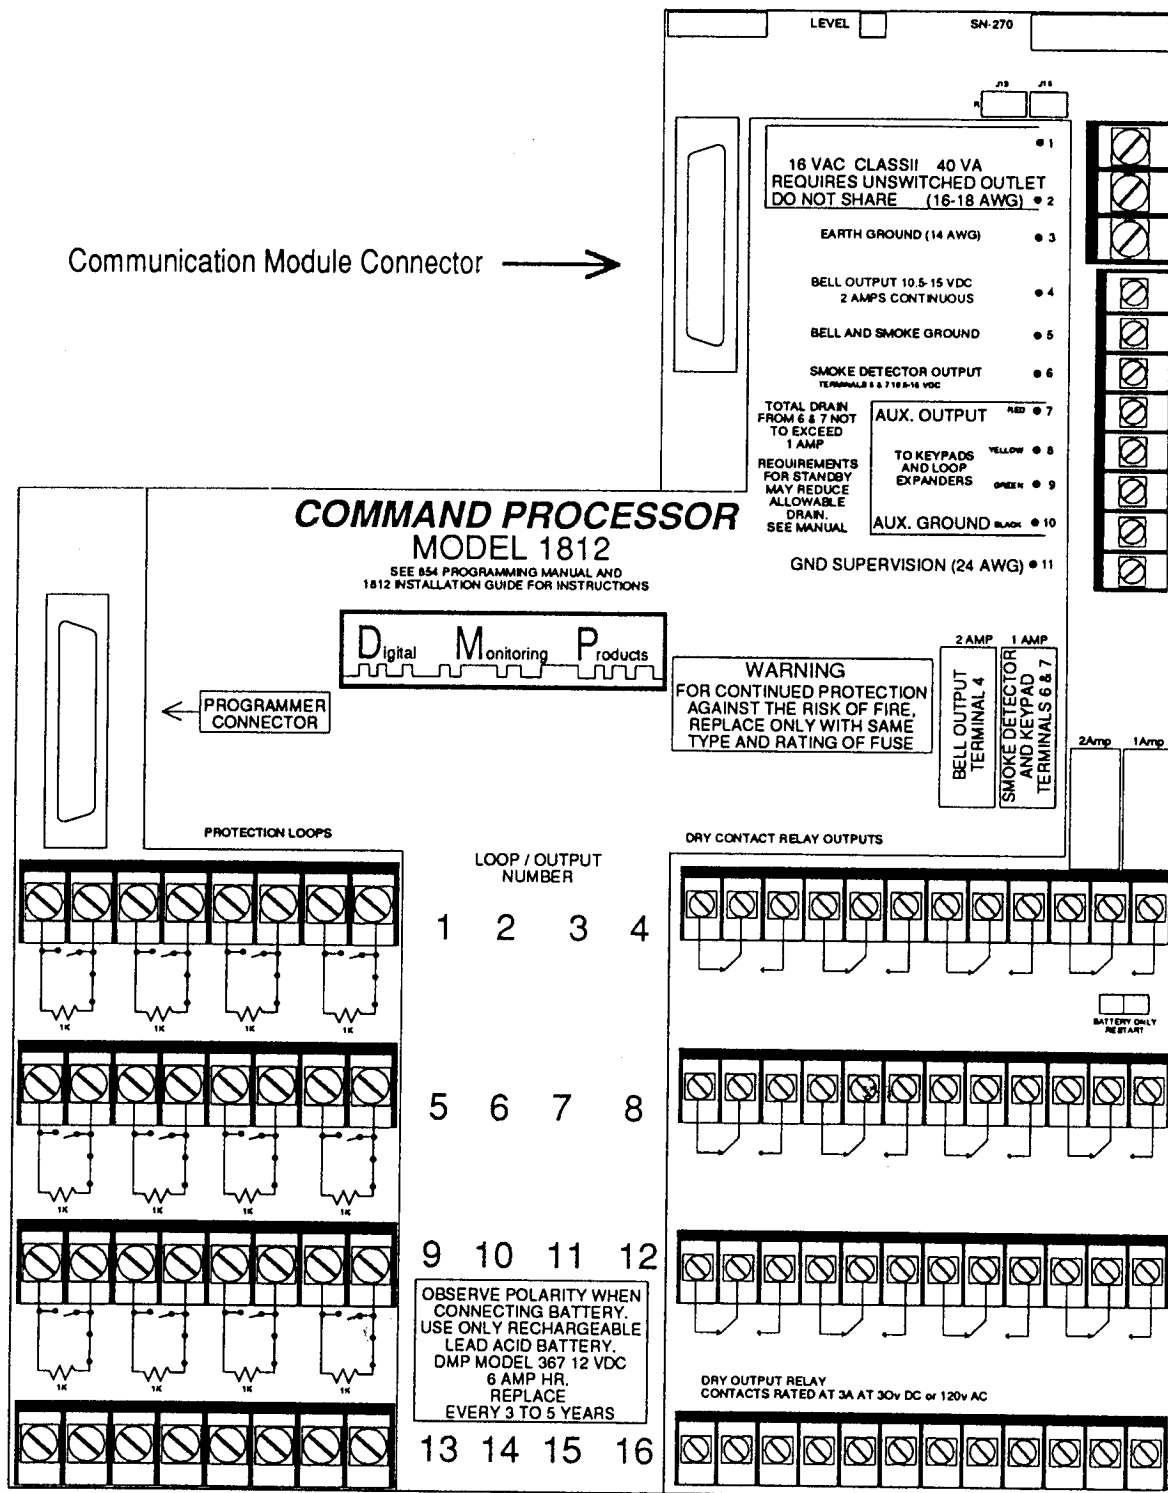 LEVEL
SN-270
J19
J16
R
1
16 VAC CLASSII 40 VA
REQUIRES UNSWITCHED OUTLET
DO NOT SHARE (16-18 AWG) 2
EARTH GROUND (14 AWG) 3
Communication Module Connector
BELL OUTPUT 10.5-15 VDC
2 AMPS CONTINUOUS
4
BELL AND SMOKE GROUND 5
SMOKE DETECTOR OUTPUT 6
TERMINALS 6 & 7 10.5-15 VDC
TOTAL DRAIN
FROM 6 & 7 NOT
TO EXCEED
1 AMP
REQUIREMENTS
FOR STANDBY
MAY REDUCE
ALLOWABLE
DRAIN.
SEE MANUAL
AUX. OUTPUT RED 7
TO KEYPADS
AND LOOP
EXPANDERS
YELLOW 8
GREEN 9
AUX. GROUND BLACK 10
GND SUPERVISION (24 AWG) 11
COMMAND PROCESSOR
MODEL 1812
SEE 854 PROGRAMMING MANUAL AND
1812 INSTALLATION GUIDE FOR INSTRUCTIONS
Digital Monitoring Products
PROGRAMMER
CONNECTOR
WARNING
FOR CONTINUED PROTECTION
AGAINST THE RISK OF FIRE,
REPLACE ONLY WITH SAME
TYPE AND RATING OF FUSE
2 AMP
1 AMP
BELL OUTPUT
TERMINAL 4
SMOKE DETECTOR
AND KEYPAD
TERMINALS 6 & 7
2Amp
1Amp
PROTECTION LOOPS
LOOP / OUTPUT
NUMBER
DRY CONTACT RELAY OUTPUTS
1 2 3 4
1K 1K 1K 1K
BATTERY ONLY
RESTART
5 6 7 8
1K 1K 1K 1K
9 10 11 12
OBSERVE POLARITY WHEN
CONNECTING BATTERY.
USE ONLY RECHARGEABLE
LEAD ACID BATTERY.
DMP MODEL 367 12 VDC
6 AMP HR.
REPLACE
EVERY 3 TO 5 YEARS
1K 1K 1K 1K
DRY OUTPUT RELAY
CONTACTS RATED AT 3A AT 30v DC or 120v AC
13 14 15 16